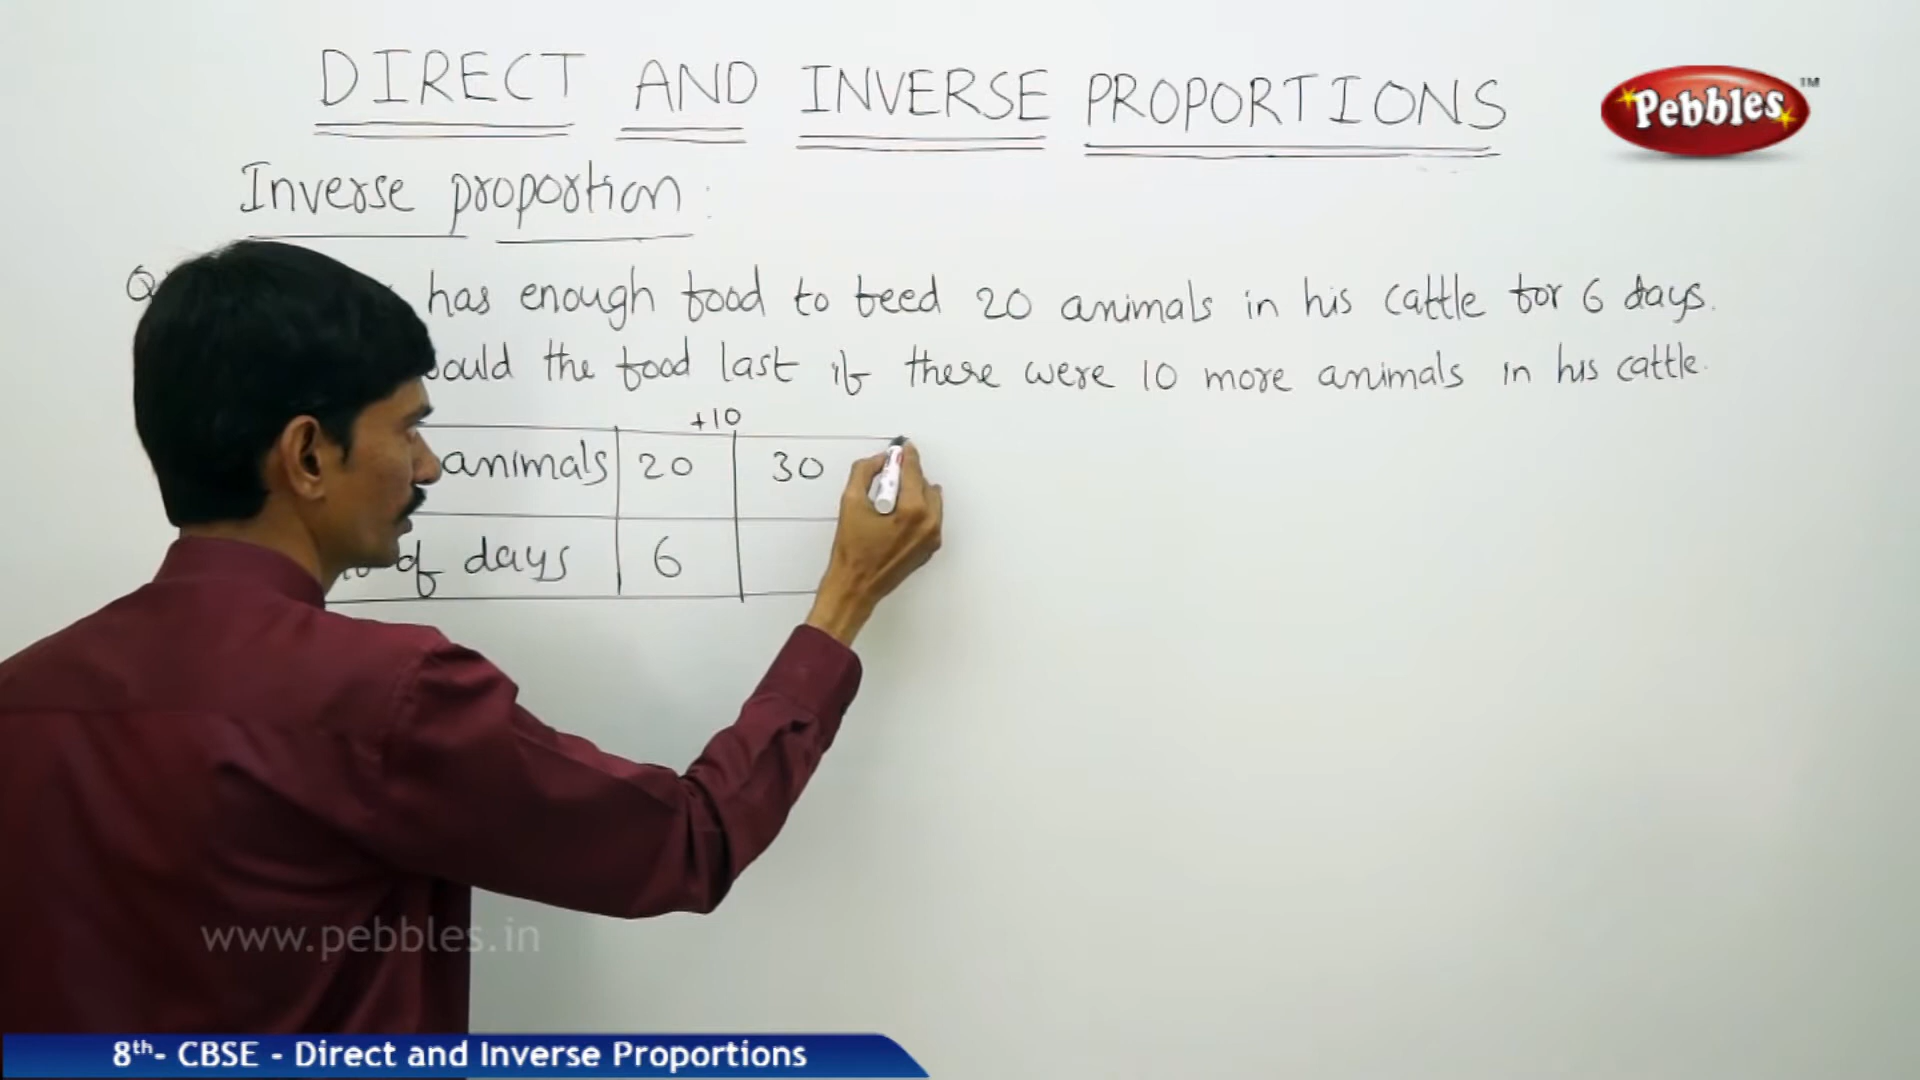 DIRECT AND INVERSE PROPORTIONS
Pebbles™
Inverse proportion :
has enough food to feed 20 animals in his cattle for 6 days.
the food last if there were 10 more animals in his cattle.
+10
animals 20 30
of days 6
www.pebbles.in
8th- CBSE - Direct and Inverse Proportions